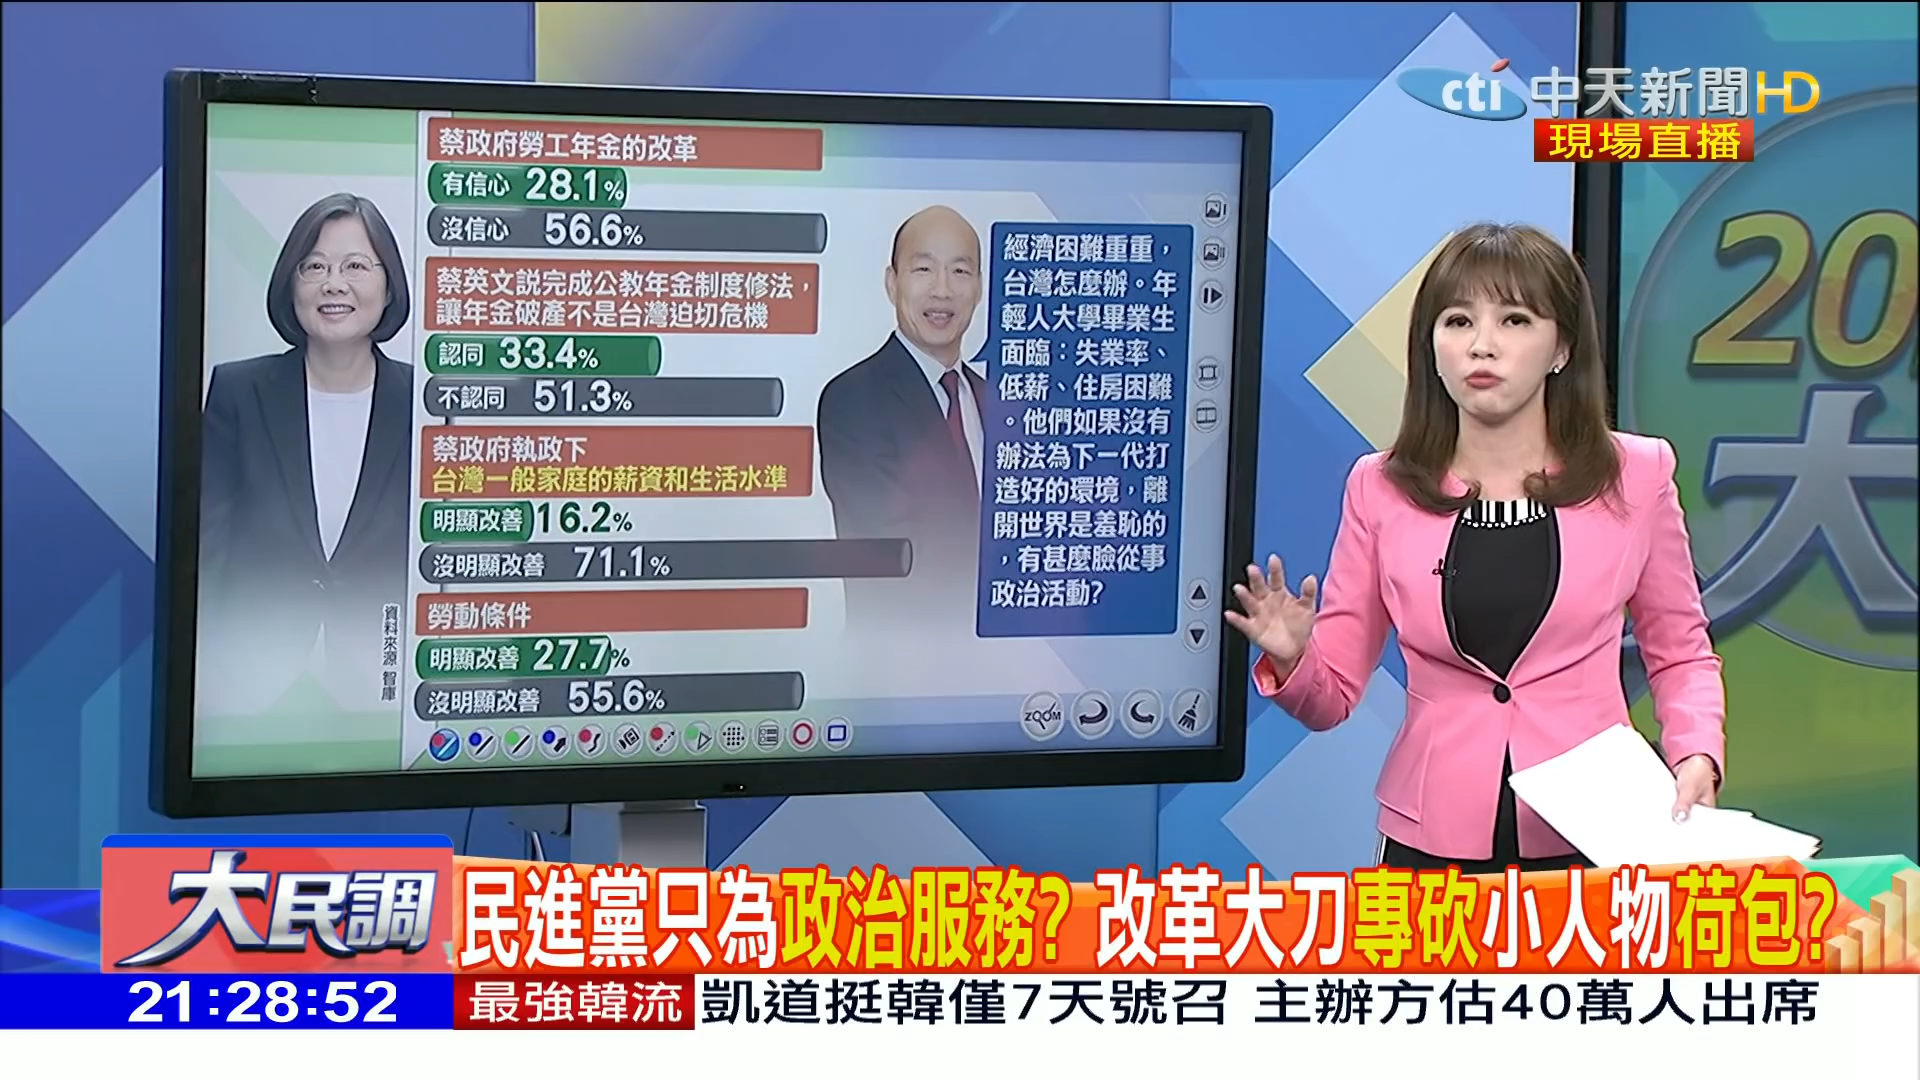 cti 中天新聞HD
現場直播
蔡政府勞工年金的改革
有信心 28.1%
沒信心 56.6%
蔡英文說完成公教年金制度修法，
讓年金破產不是台灣迫切危機
認同 33.4%
不認同 51.3%
蔡政府執政下
台灣一般家庭的薪資和生活水準
明顯改善 16.2%
沒明顯改善 71.1%
勞動條件
明顯改善 27.7%
沒明顯改善 55.6%
資料來源 智庫
經濟困難重重，
台灣怎麼辦。年
輕人大學畢業生
面臨：失業率、
低薪、住房困難
。他們如果沒有
辦法為下一代打
造好的環境，離
開世界是羞恥的
，有甚麼臉從事
政治活動?
ZOOM
20
大
大民調
民進黨只為政治服務? 改革大刀專砍小人物荷包?
21:28:52
最強韓流 凱道挺韓僅7天號召 主辦方估40萬人出席